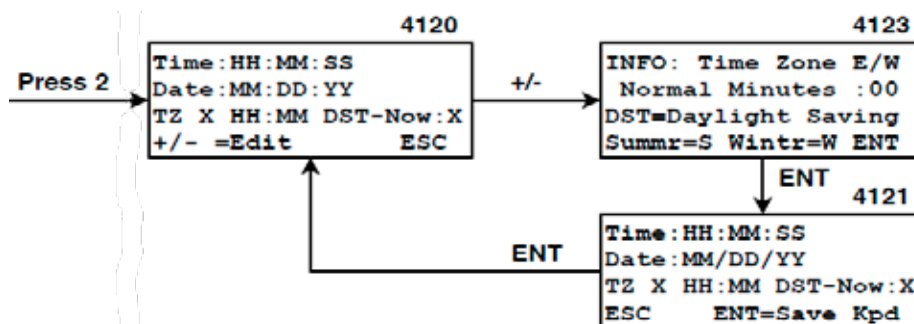 4120
Press 2
Time:HH:MM:SS
Date:MM:DD:YY
TZ X HH:MM DST-Now:X
+/- =Edit ESC
+/-
4123
INFO: Time Zone E/W
Normal Minutes :00
DST=Daylight Saving
Summr=S Wintr=W ENT
ENT
4121
Time:HH:MM:SS
Date:MM/DD/YY
TZ X HH:MM DST-Now:X
ESC ENT=Save Kpd
ENT